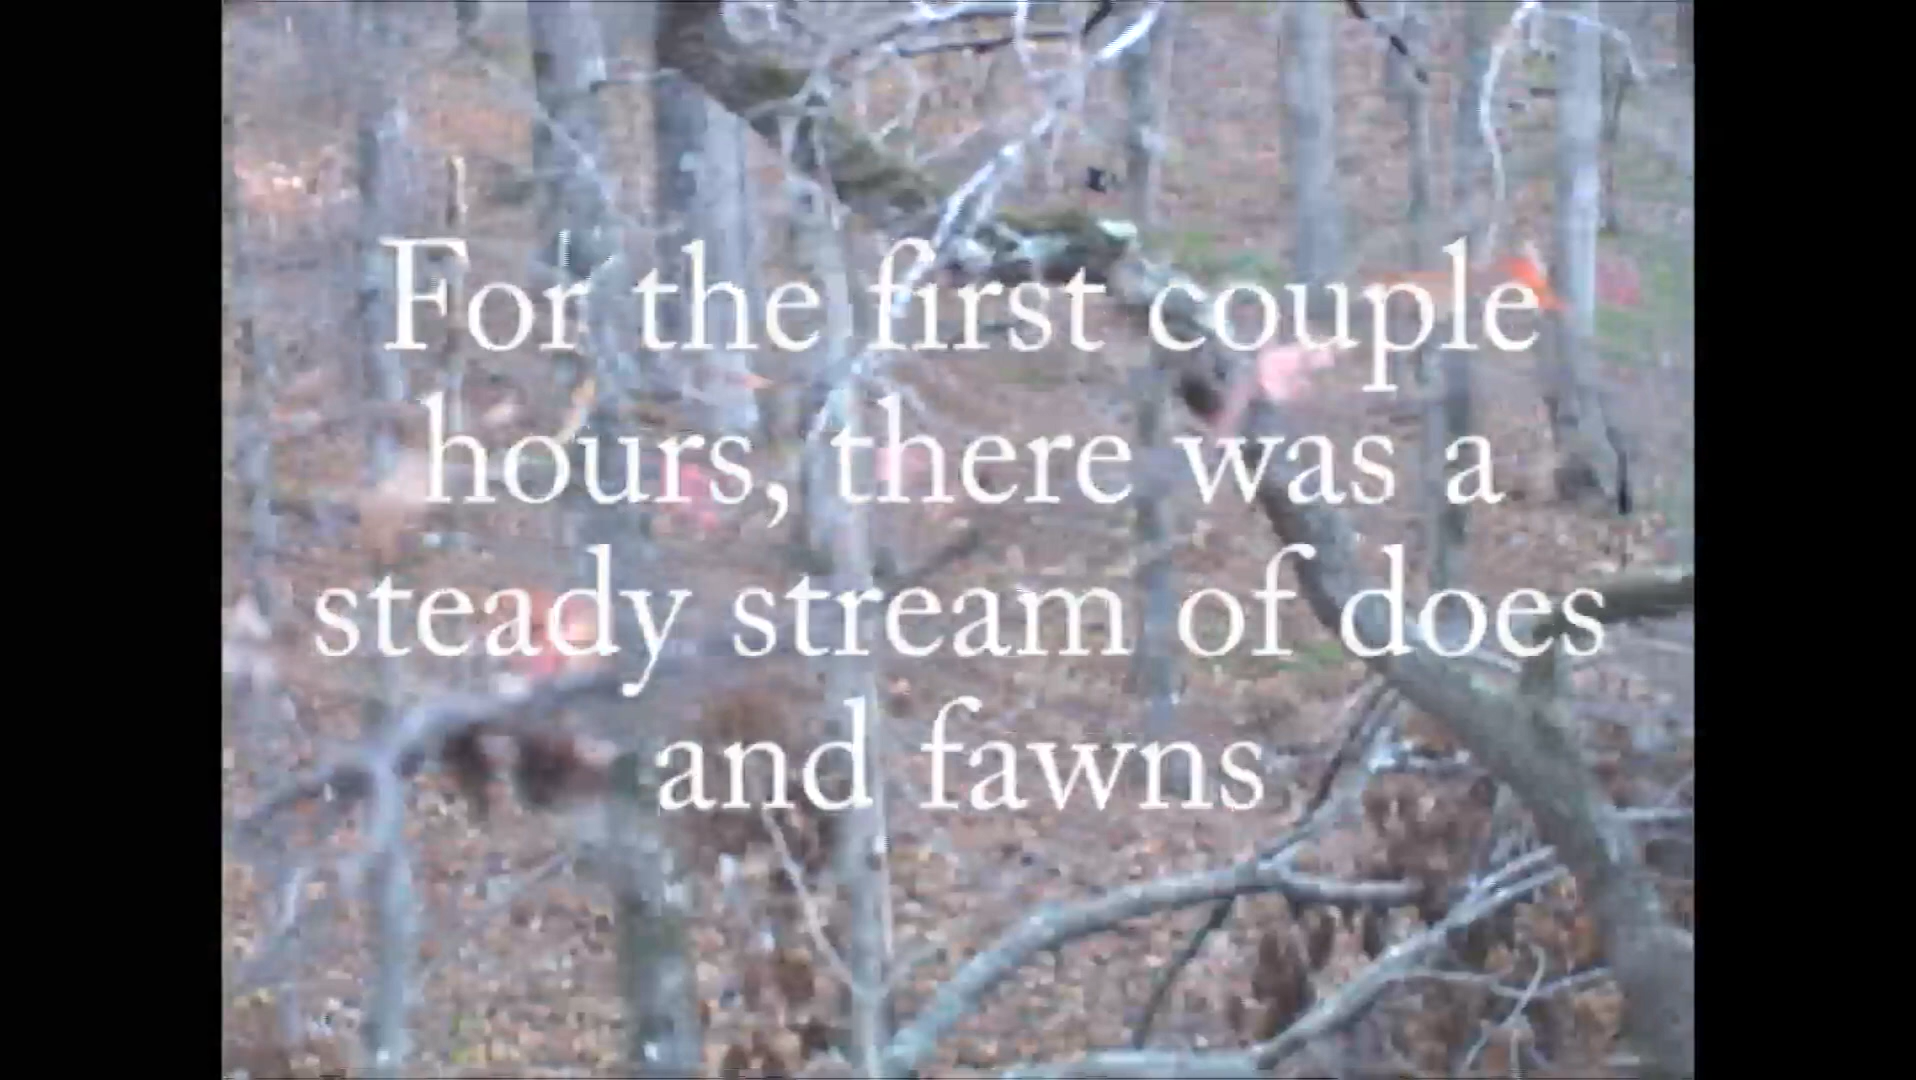 For the first couple
hours, there was a
steady stream of does
and fawns